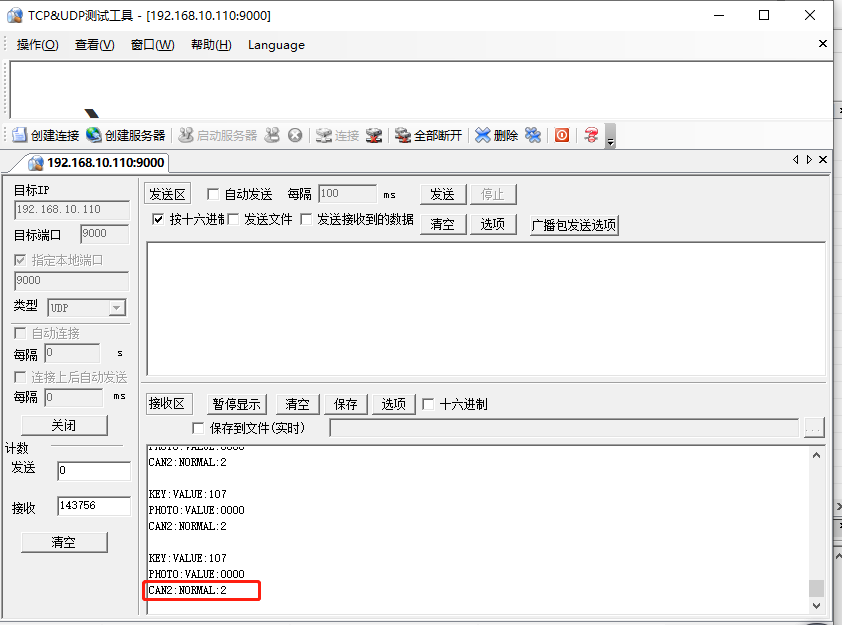 TCP&UDP测试工具 - [192.168.10.110:9000]
操作(O) 查看(V) 窗口(W) 帮助(H) Language
创建连接 创建服务器 启动服务器 连接 全部断开 删除
192.168.10.110:9000
目标IP
192.168.10.110
目标端口 9000
指定本地端口
9000
类型 UDP
自动连接
每隔 0 s
连接上后自动发送
每隔 0 ms
关闭
计数
发送 0
接收 143756
清空
发送区 自动发送 每隔 100 ms 发送 停止
按十六进制 发送文件 发送接收到的数据 清空 选项 广播包发送选项
接收区 暂停显示 清空 保存 选项 十六进制
保存到文件(实时) ...
PHOTO:VALUE:0000
CAN2:NORMAL:2
KEY:VALUE:107
PHOTO:VALUE:0000
CAN2:NORMAL:2
KEY:VALUE:107
PHOTO:VALUE:0000
CAN2:NORMAL:2